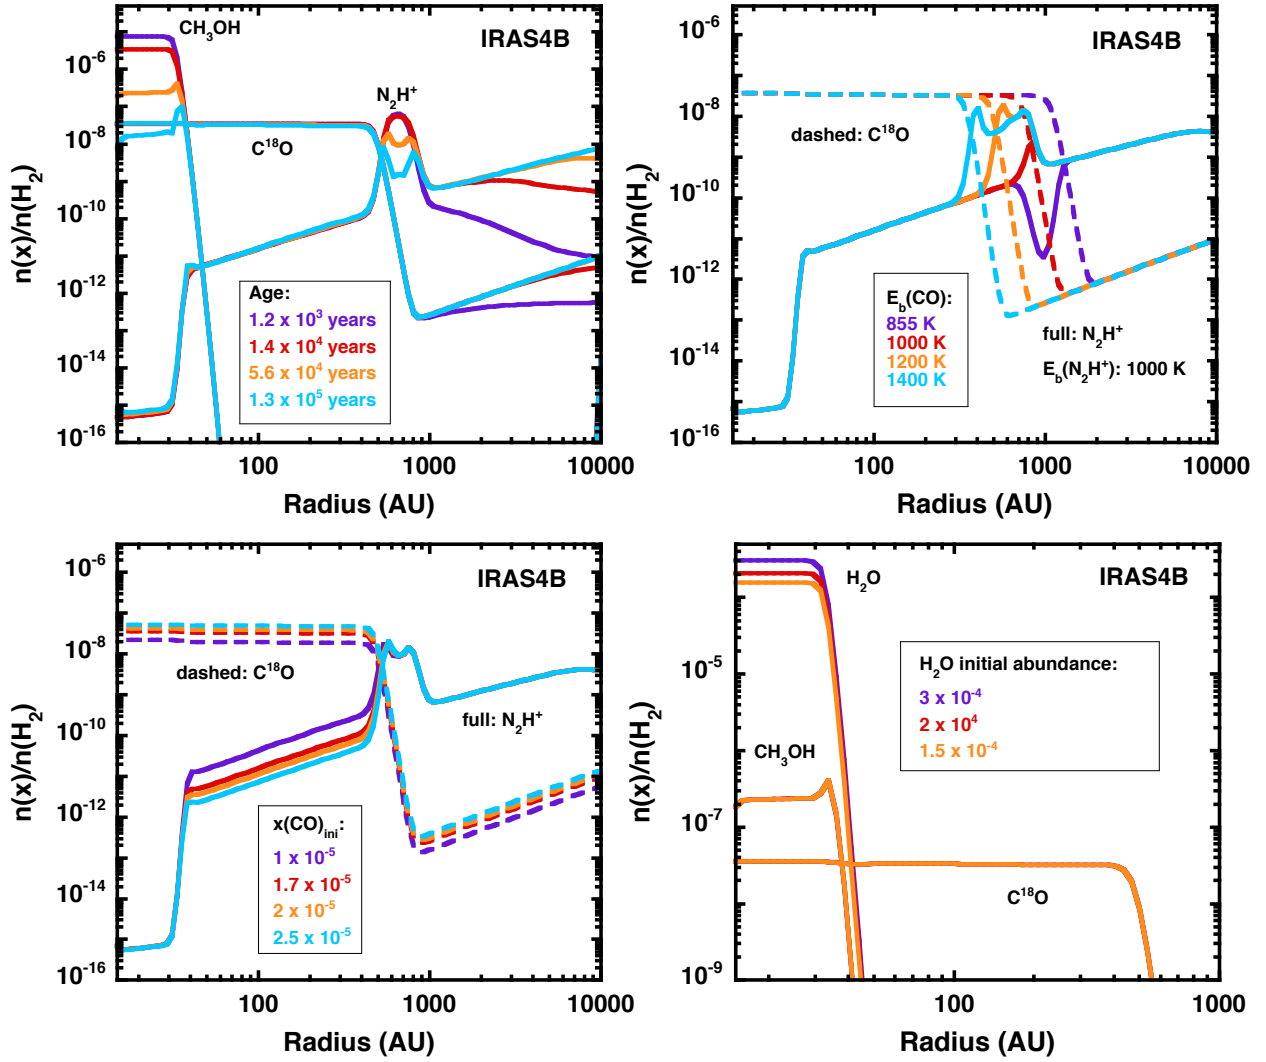 CH₃OH
IRAS4B
N₂H⁺
C¹⁸O
Age:
1.2 x 10³ years
1.4 x 10⁴ years
5.6 x 10⁴ years
1.3 x 10⁵ years
n(x)/n(H₂)
10⁻⁶
10⁻⁸
10⁻¹⁰
10⁻¹²
10⁻¹⁴
10⁻¹⁶
100 1000 10000
Radius (AU)
IRAS4B
dashed: C¹⁸O
E_b(CO):
855 K
1000 K
1200 K
1400 K
full: N₂H⁺
E_b(N₂H⁺): 1000 K
n(x)/n(H₂)
10⁻⁶
10⁻⁸
10⁻¹⁰
10⁻¹²
10⁻¹⁴
10⁻¹⁶
100 1000 10000
Radius (AU)
IRAS4B
dashed: C¹⁸O
full: N₂H⁺
x(CO)_ini:
1 x 10⁻⁵
1.7 x 10⁻⁵
2 x 10⁻⁵
2.5 x 10⁻⁵
n(x)/n(H₂)
10⁻⁶
10⁻⁸
10⁻¹⁰
10⁻¹²
10⁻¹⁴
10⁻¹⁶
100 1000 10000
Radius (AU)
H₂O
IRAS4B
H₂O initial abundance:
3 x 10⁻⁴
2 x 10⁴
1.5 x 10⁻⁴
CH₃OH
C¹⁸O
n(x)/n(H₂)
10⁻⁵
10⁻⁷
10⁻⁹
100 1000
Radius (AU)